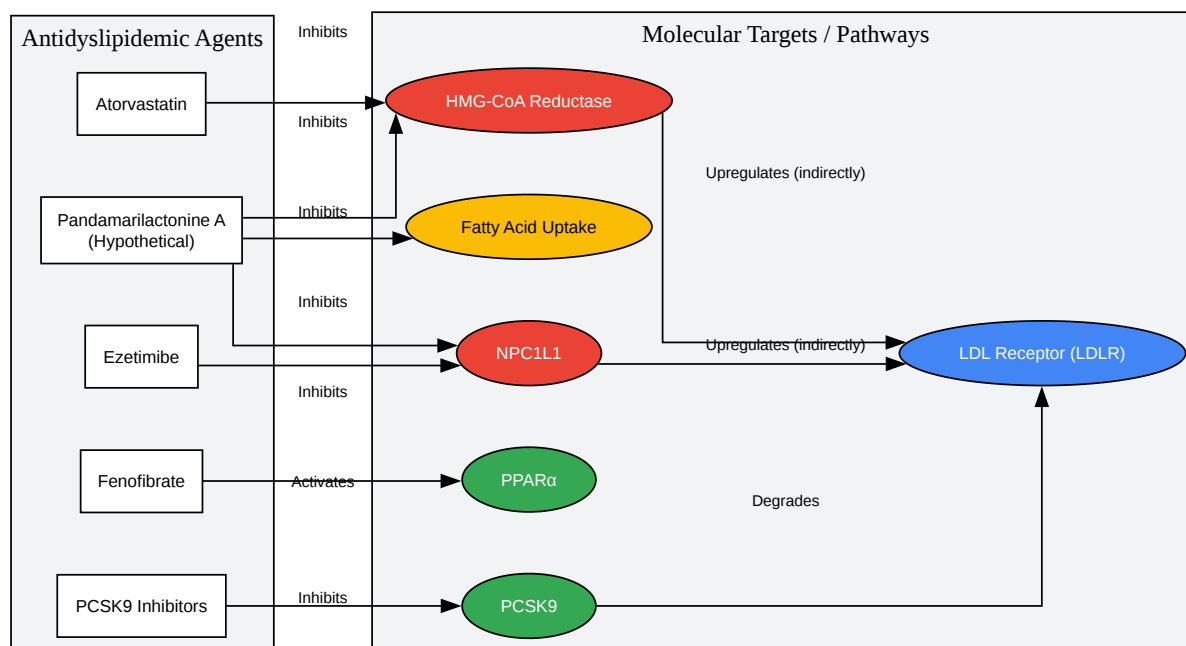 Antidyslipidemic Agents
Inhibits
Molecular Targets / Pathways
Atorvastatin
HMG-CoA Reductase
Inhibits
Upregulates (indirectly)
Pandamarilactonine A
(Hypothetical)
Inhibits
Fatty Acid Uptake
Inhibits
Ezetimibe
NPC1L1
Upregulates (indirectly)
LDL Receptor (LDLR)
Inhibits
Fenofibrate
Activates
PPARα
Degrades
PCSK9 Inhibitors
Inhibits
PCSK9